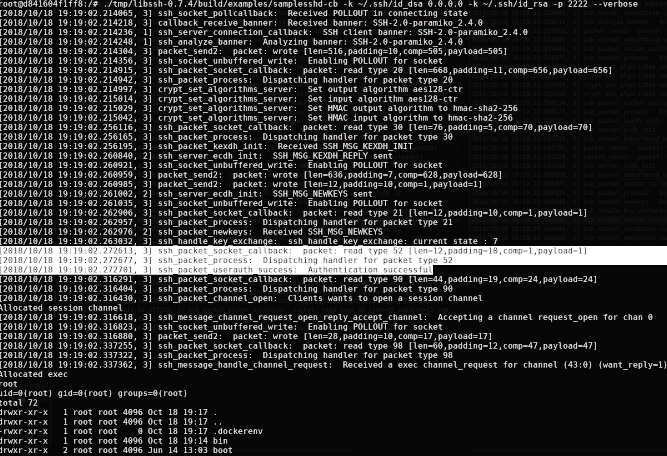 root@d841604f1ff8:/# ./tmp/libssh-0.7.4/build/examples/samplesshd-cb -k ~/.ssh/id_dsa 0.0.0.0 -k ~/.ssh/id_rsa -p 2222 --verbose
[2018/10/18 19:19:02.214065, 3] ssh_socket_pollcallback:  Received POLLOUT in connecting state
[2018/10/18 19:19:02.214218, 3] callback_receive_banner:  Received banner: SSH-2.0-paramiko_2.4.0
[2018/10/18 19:19:02.214236, 1] ssh_server_connection_callback:  SSH client banner: SSH-2.0-paramiko_2.4.0
[2018/10/18 19:19:02.214248, 1] ssh_analyze_banner:  Analyzing banner: SSH-2.0-paramiko_2.4.0
[2018/10/18 19:19:02.214304, 3] packet_send2:  packet: wrote [len=516,padding=10,comp=505,payload=505]
[2018/10/18 19:19:02.214356, 3] ssh_socket_unbuffered_write:  Enabling POLLOUT for socket
[2018/10/18 19:19:02.214915, 3] ssh_packet_socket_callback:  packet: read type 20 [len=668,padding=11,comp=656,payload=656]
[2018/10/18 19:19:02.214942, 3] ssh_packet_process:  Dispatching handler for packet type 20
[2018/10/18 19:19:02.214997, 3] crypt_set_algorithms_server:  Set output algorithm aes128-ctr
[2018/10/18 19:19:02.215014, 3] crypt_set_algorithms_server:  Set input algorithm aes128-ctr
[2018/10/18 19:19:02.215029, 3] crypt_set_algorithms_server:  Set HMAC output algorithm to hmac-sha2-256
[2018/10/18 19:19:02.215042, 3] crypt_set_algorithms_server:  Set HMAC input algorithm to hmac-sha2-256
[2018/10/18 19:19:02.256116, 3] ssh_packet_socket_callback:  packet: read type 30 [len=76,padding=5,comp=70,payload=70]
[2018/10/18 19:19:02.256165, 3] ssh_packet_process:  Dispatching handler for packet type 30
[2018/10/18 19:19:02.256195, 3] ssh_packet_kexdh_init:  Received SSH_MSG_KEXDH_INIT
[2018/10/18 19:19:02.260840, 2] ssh_server_ecdh_init:  SSH_MSG_KEXDH_REPLY sent
[2018/10/18 19:19:02.260921, 3] ssh_socket_unbuffered_write:  Enabling POLLOUT for socket
[2018/10/18 19:19:02.260959, 3] packet_send2:  packet: wrote [len=636,padding=7,comp=628,payload=628]
[2018/10/18 19:19:02.260985, 3] packet_send2:  packet: wrote [len=12,padding=10,comp=1,payload=1]
[2018/10/18 19:19:02.261002, 2] ssh_server_ecdh_init:  SSH_MSG_NEWKEYS sent
[2018/10/18 19:19:02.261035, 3] ssh_socket_unbuffered_write:  Enabling POLLOUT for socket
[2018/10/18 19:19:02.262906, 3] ssh_packet_socket_callback:  packet: read type 21 [len=12,padding=10,comp=1,payload=1]
[2018/10/18 19:19:02.262957, 3] ssh_packet_process:  Dispatching handler for packet type 21
[2018/10/18 19:19:02.262976, 2] ssh_packet_newkeys:  Received SSH_MSG_NEWKEYS
[2018/10/18 19:19:02.263032, 3] ssh_handle_key_exchange:  ssh_handle_key_exchange: current state : 7
[2018/10/18 19:19:02.272613, 3] ssh_packet_socket_callback:  packet: read type 52 [len=12,padding=10,comp=1,payload=1]
[2018/10/18 19:19:02.272677, 3] ssh_packet_process:  Dispatching handler for packet type 52
[2018/10/18 19:19:02.272701, 3] ssh_packet_userauth_success:  Authentication successful
[2018/10/18 19:19:02.316291, 3] ssh_packet_socket_callback:  packet: read type 90 [len=44,padding=19,comp=24,payload=24]
[2018/10/18 19:19:02.316404, 3] ssh_packet_process:  Dispatching handler for packet type 90
[2018/10/18 19:19:02.316430, 3] ssh_packet_channel_open:  Clients wants to open a session channel
Allocated session channel
[2018/10/18 19:19:02.316618, 3] ssh_message_channel_request_open_reply_accept_channel:  Accepting a channel request_open for chan 0
[2018/10/18 19:19:02.316823, 3] ssh_socket_unbuffered_write:  Enabling POLLOUT for socket
[2018/10/18 19:19:02.316880, 3] packet_send2:  packet: wrote [len=28,padding=10,comp=17,payload=17]
[2018/10/18 19:19:02.337255, 3] ssh_packet_socket_callback:  packet: read type 98 [len=60,padding=12,comp=47,payload=47]
[2018/10/18 19:19:02.337322, 3] ssh_packet_process:  Dispatching handler for packet type 98
[2018/10/18 19:19:02.337362, 3] ssh_message_handle_channel_request:  Received a exec channel_request for channel (43:0) (want_reply=1)
Allocated exec
root
uid=0(root) gid=0(root) groups=0(root)
total 72
drwxr-xr-x   1 root root 4096 Oct 18 19:17 .
drwxr-xr-x   1 root root 4096 Oct 18 19:17 ..
-rwxr-xr-x   1 root root    0 Oct 18 19:17 .dockerenv
drwxr-xr-x   1 root root 4096 Oct 18 19:14 bin
drwxr-xr-x   2 root root 4096 Jun 14 13:03 boot